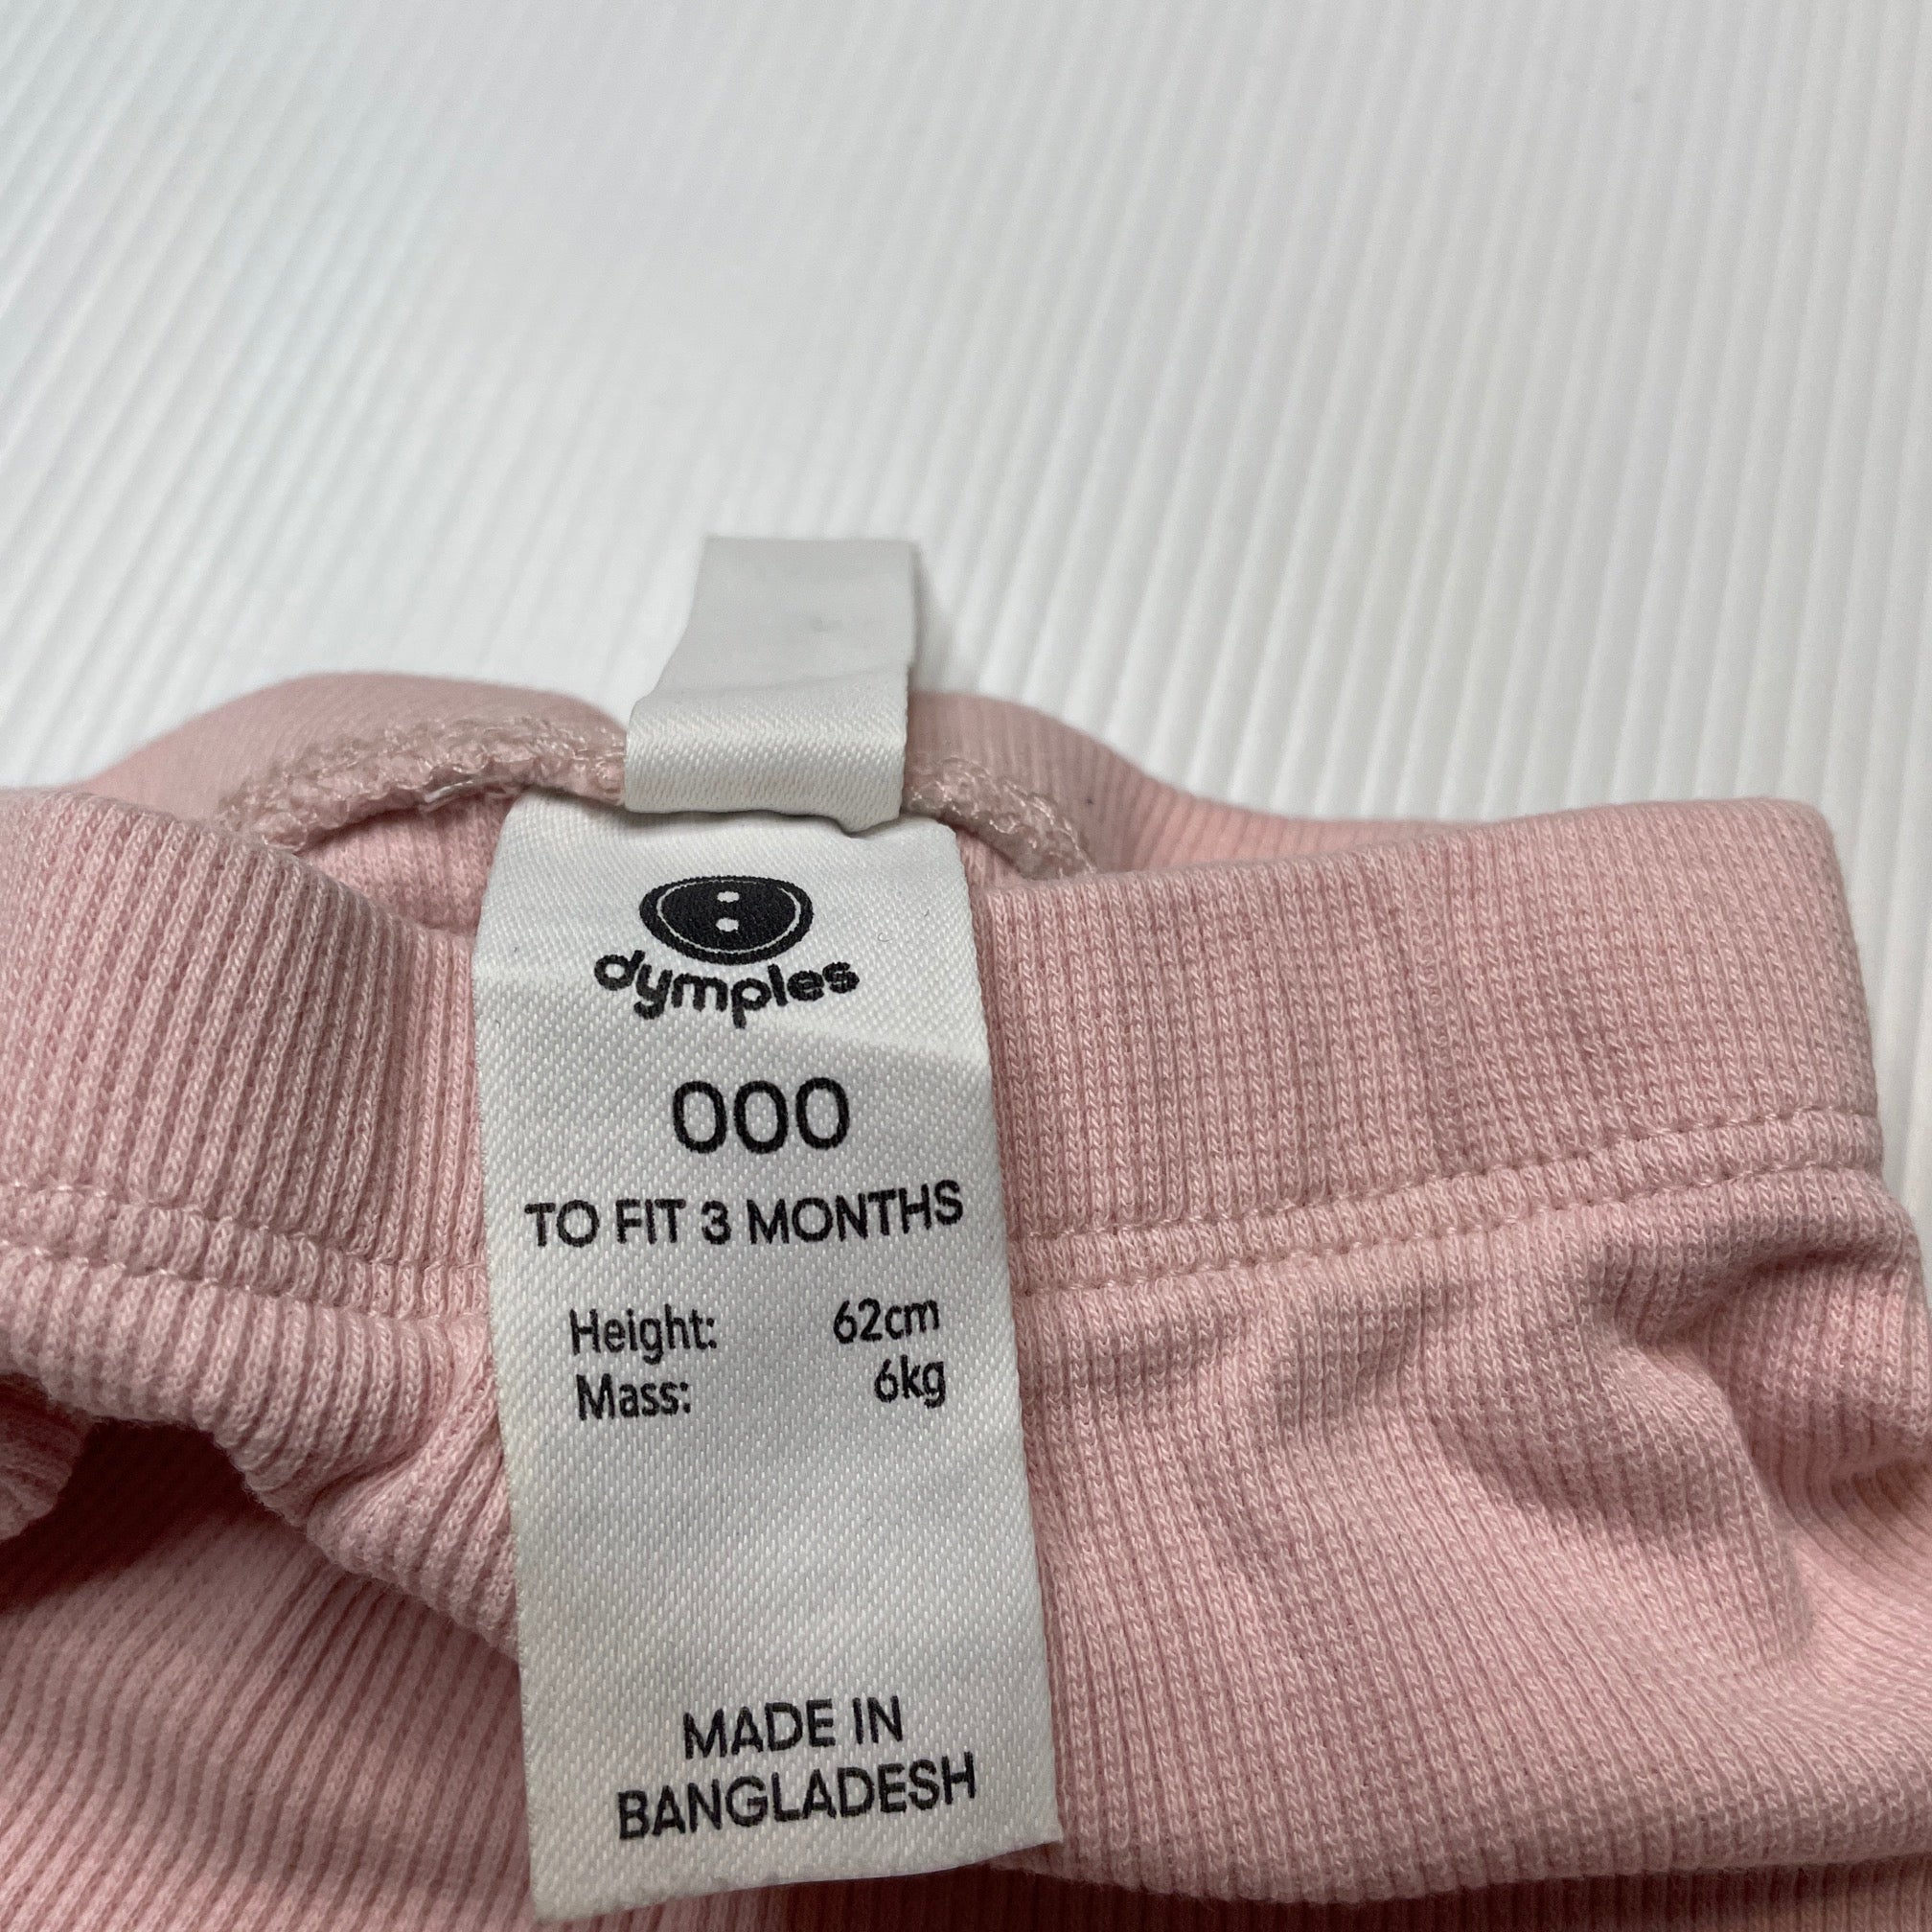 dymples
000
TO FIT 3 MONTHS
Height: 62cm
Mass: 6kg
MADE IN
BANGLADESH